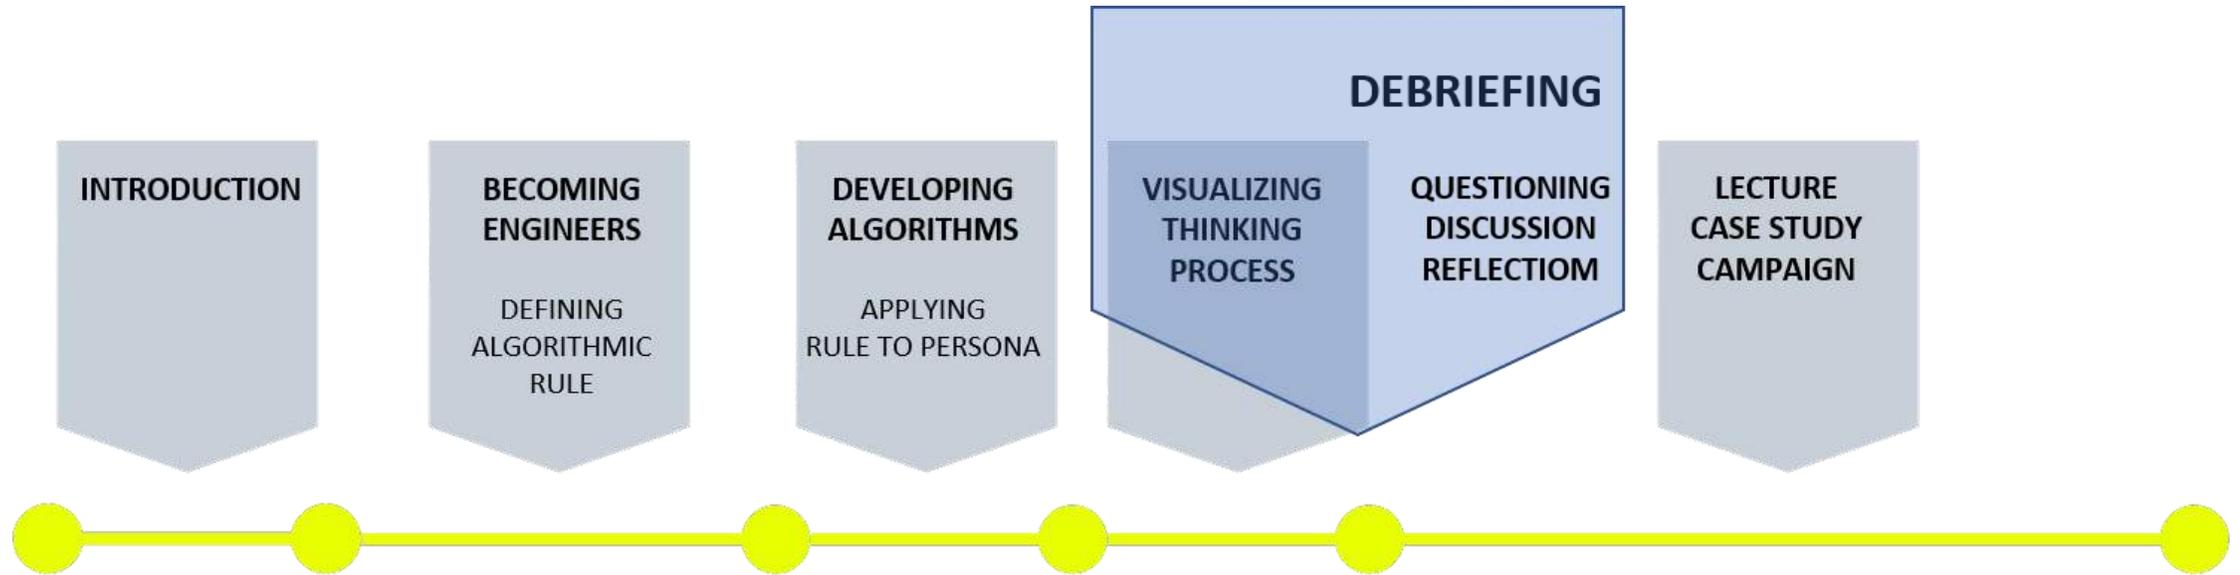 INTRODUCTION
BECOMING
ENGINEERS
DEFINING
ALGORITHMIC
RULE
DEVELOPING
ALGORITHMS
APPLYING
RULE TO PERSONA
DEBRIEFING
VISUALIZING
THINKING
PROCESS
QUESTIONING
DISCUSSION
REFLECTIOM
LECTURE
CASE STUDY
CAMPAIGN